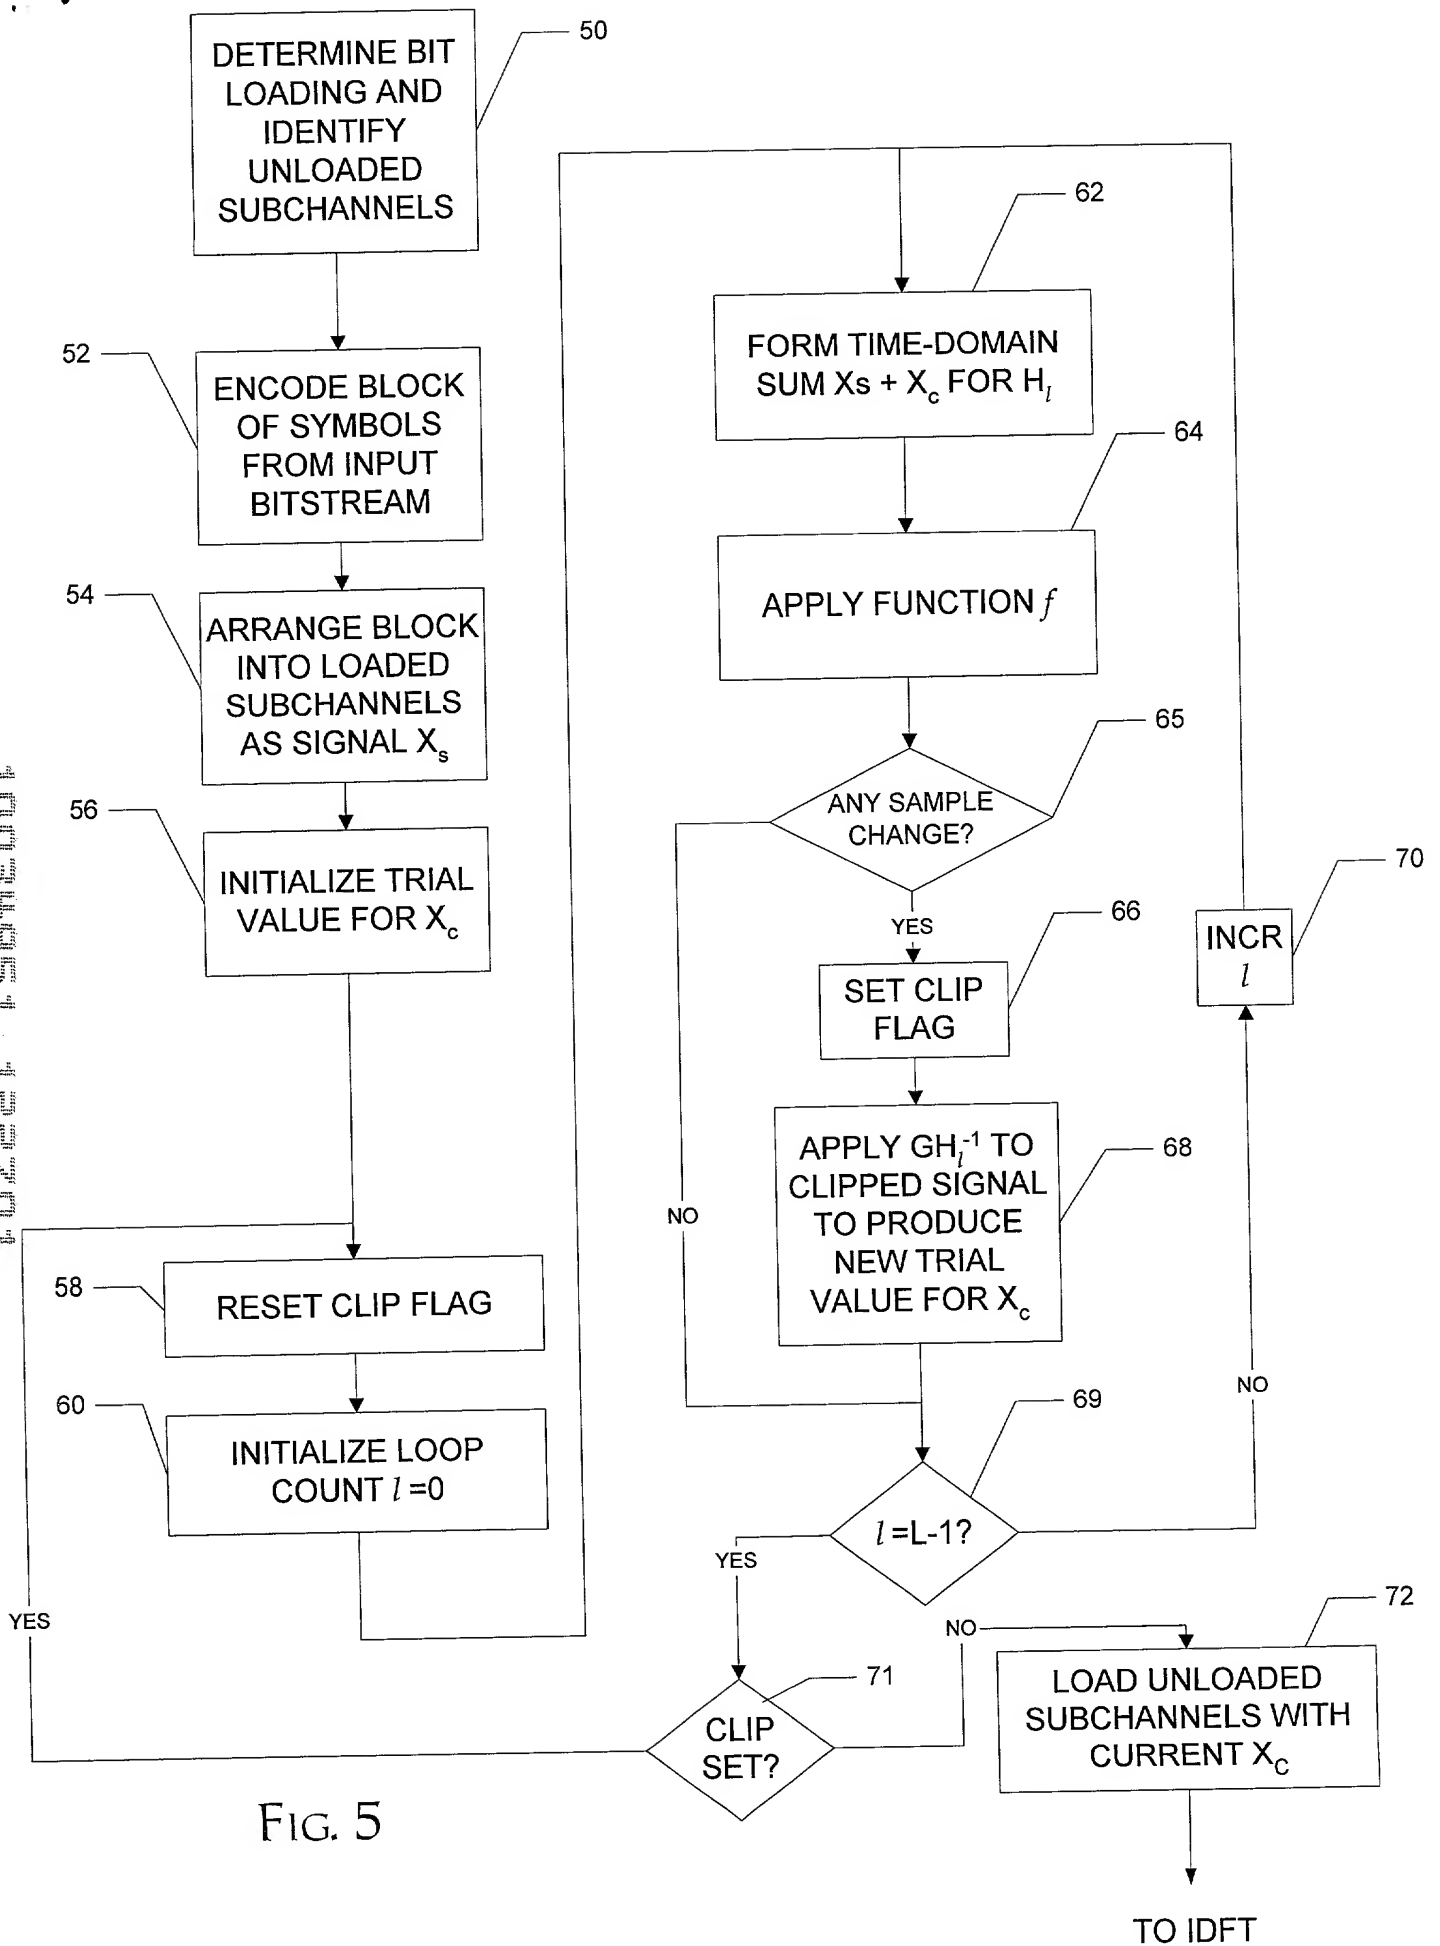 50
DETERMINE BIT
LOADING AND
IDENTIFY
UNLOADED
SUBCHANNELS
52
ENCODE BLOCK
OF SYMBOLS
FROM INPUT
BITSTREAM
54
ARRANGE BLOCK
INTO LOADED
SUBCHANNELS
AS SIGNAL Xs
56
INITIALIZE TRIAL
VALUE FOR Xc
58
RESET CLIP FLAG
60
INITIALIZE LOOP
COUNT l =0
62
FORM TIME-DOMAIN
SUM Xs + Xc FOR Hl
64
APPLY FUNCTION f
65
ANY SAMPLE
CHANGE?
YES
NO
66
SET CLIP
FLAG
68
APPLY GHl-1 TO
CLIPPED SIGNAL
TO PRODUCE
NEW TRIAL
VALUE FOR Xc
69
l =L-1?
YES
NO
70
INCR
l
71
CLIP
SET?
YES
NO
72
LOAD UNLOADED
SUBCHANNELS WITH
CURRENT XC
TO IDFT
FIG. 5